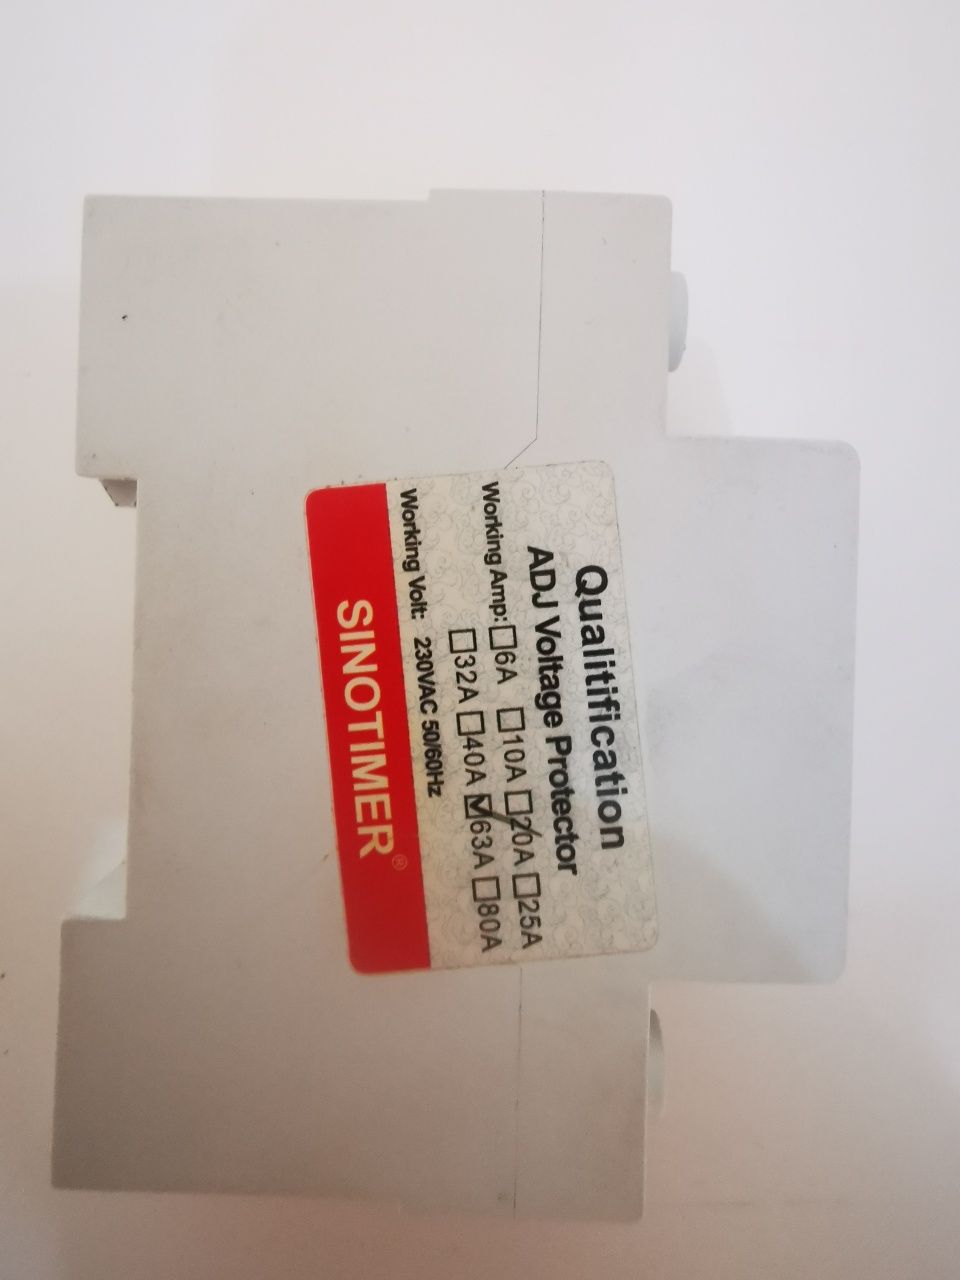 Qualitification
ADJ Voltage Protector
Working Amp: ☐6A ☐10A ☐20A ☐25A
☐32A ☐40A ☑63A ☐80A
Working Volt: 230VAC 50/60Hz
SINOTIMER®